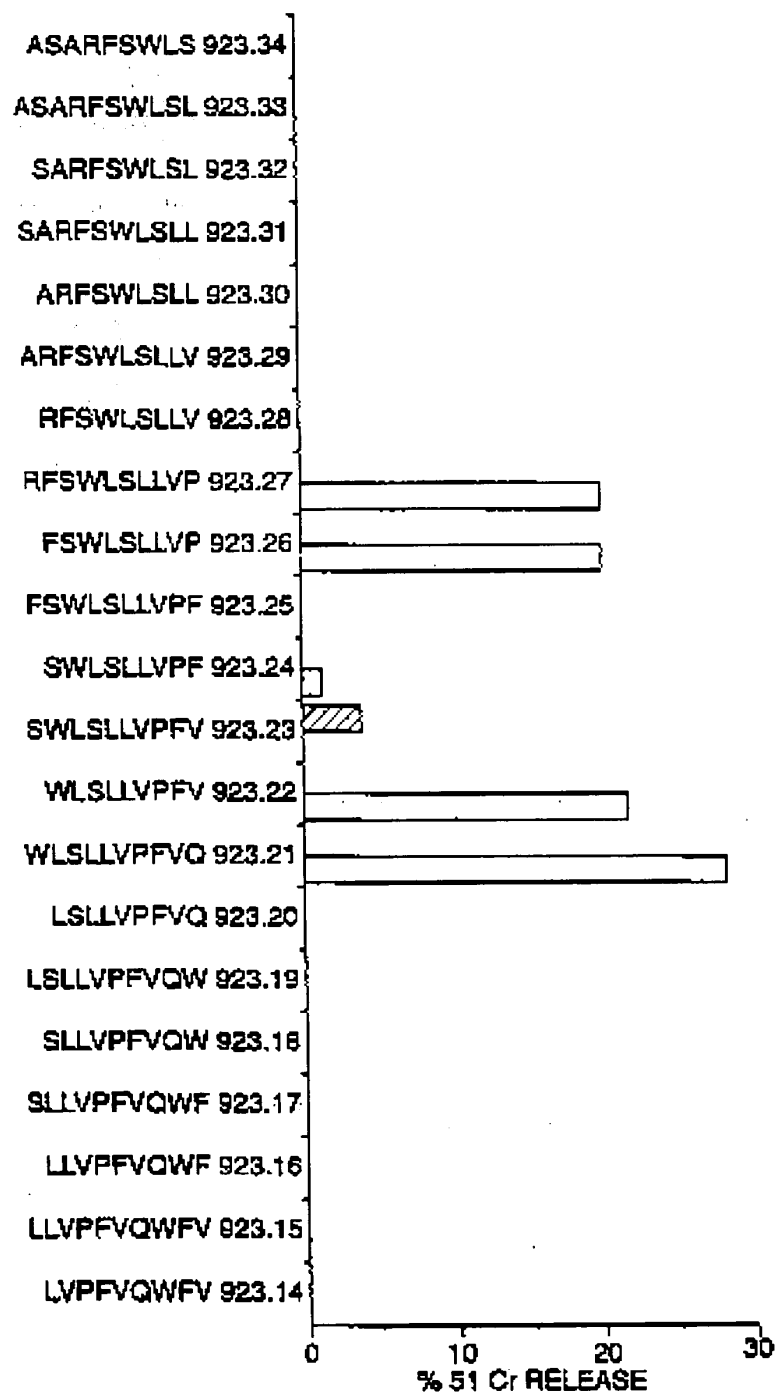 ASARFSWLS 923.34
ASARFSWLSL 923.33
SARFSWLSL 923.32
SARFSWLSLL 923.31
ARFSWLSLL 923.30
ARFSWLSLLV 923.29
RFSWLSLLV 923.28
RFSWLSLLVP 923.27
FSWLSLLVP 923.26
FSWLSLLVPF 923.25
SWLSLLVPF 923.24
SWLSLLVPFV 923.23
WLSLLVPFV 923.22
WLSLLVPFVQ 923.21
LSLLVPFVQ 923.20
LSLLVPFVQW 923.19
SLLVPFVQW 923.18
SLLVPFVQWF 923.17
LLVPFVQWF 923.16
LLVPFVQWFV 923.15
LVPFVQWFV 923.14
0 10 20 30
% 51 Cr RELEASE